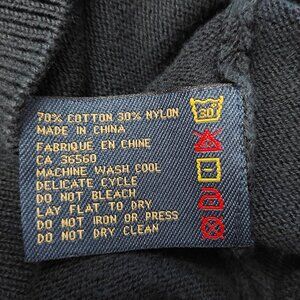 70% COTTON 30% NYLON
MADE IN CHINA
FABRIQUE EN CHINE
CA 36560
MACHINE WASH COOL
DELICATE CYCLE
DO NOT BLEACH
LAY FLAT TO DRY
DO NOT IRON OR PRESS
DO NOT DRY CLEAN
30